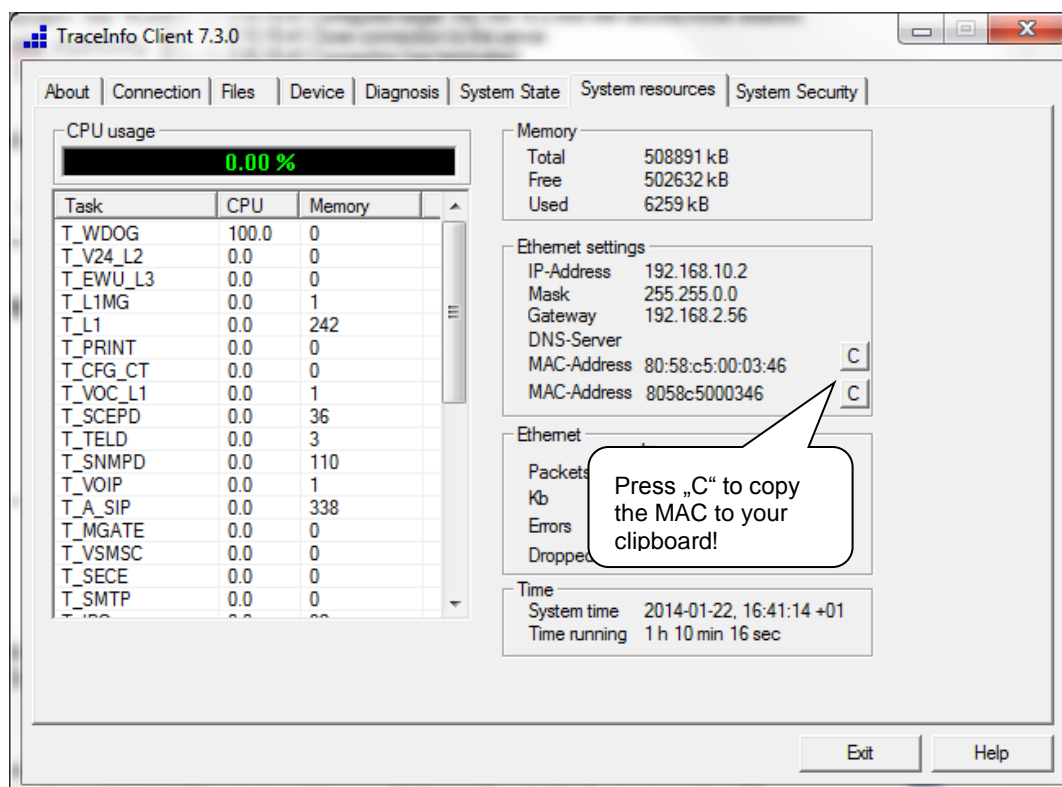 TraceInfo Client 7.3.0
About Connection Files Device Diagnosis System State System resources System Security
CPU usage
0.00 %
Task CPU Memory
T_WDOG 100.0 0
T_V24_L2 0.0 0
T_EWU_L3 0.0 0
T_L1MG 0.0 1
T_L1 0.0 242
T_PRINT 0.0 0
T_CFG_CT 0.0 0
T_VOC_L1 0.0 1
T_SCEPD 0.0 36
T_TELD 0.0 3
T_SNMPD 0.0 110
T_VOIP 0.0 1
T_A_SIP 0.0 338
T_MGATE 0.0 0
T_VSMSC 0.0 0
T_SECE 0.0 0
T_SMTP 0.0 0
Memory
Total 508891 kB
Free 502632 kB
Used 6259 kB
Ethernet settings
IP-Address 192.168.10.2
Mask 255.255.0.0
Gateway 192.168.2.56
DNS-Server
MAC-Address 80:58:c5:00:03:46 C
MAC-Address 8058c5000346 C
Ethernet
Packets
Kb
Errors
Dropped
Press „C“ to copy
the MAC to your
clipboard!
Time
System time 2014-01-22, 16:41:14 +01
Time running 1 h 10 min 16 sec
Exit Help